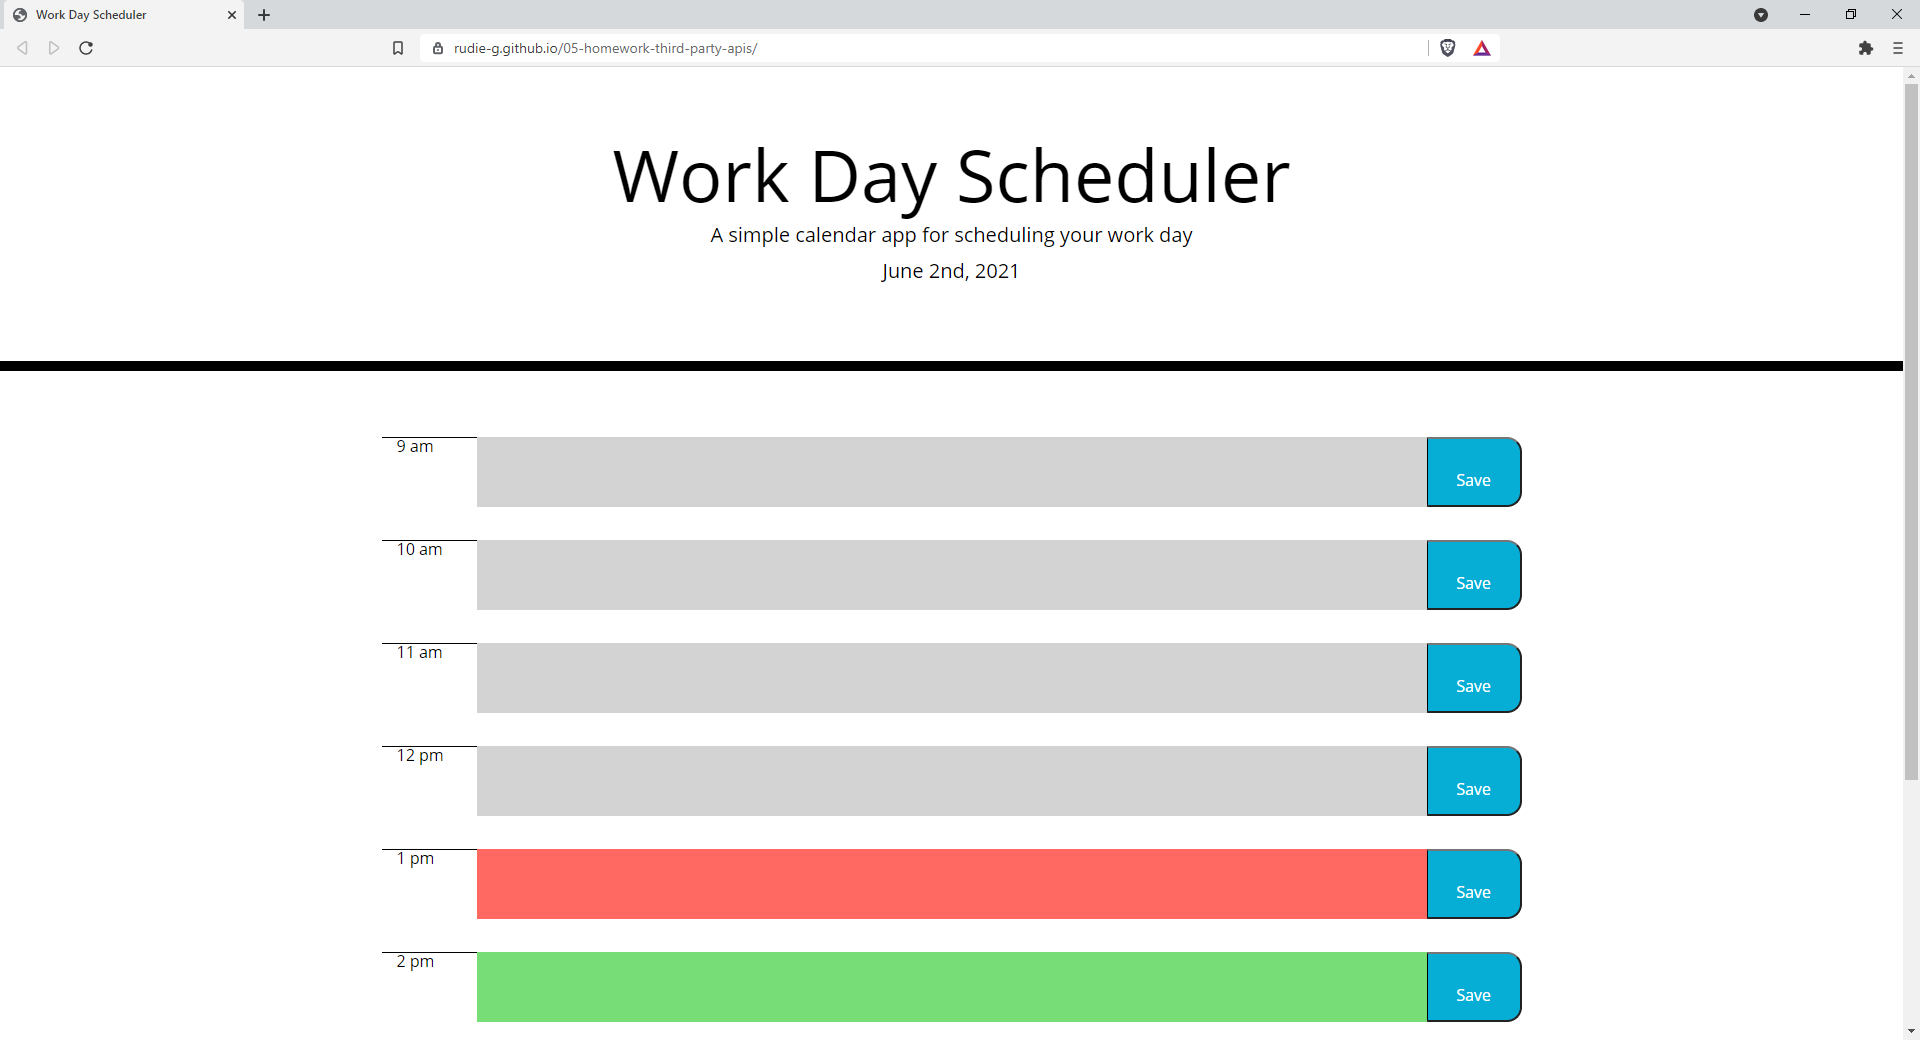 Work Day Scheduler
rudie-g.github.io/05-homework-third-party-apis/
Work Day Scheduler
A simple calendar app for scheduling your work day
June 2nd, 2021
9 am
Save
10 am
Save
11 am
Save
12 pm
Save
1 pm
Save
2 pm
Save